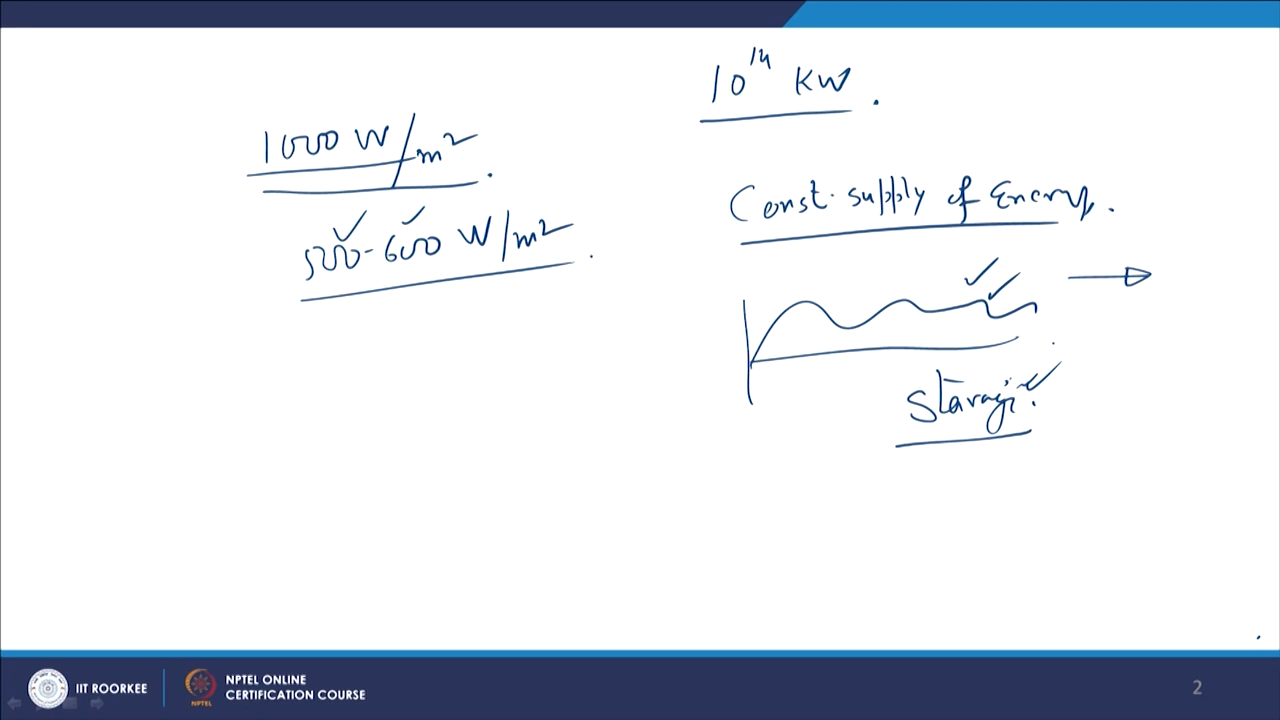 10^14 KW.
1000 W/m².
500-600 W/m².
Const. supply of Energy.
Storage.
IIT ROORKEE
NPTEL
NPTEL ONLINE
CERTIFICATION COURSE
2